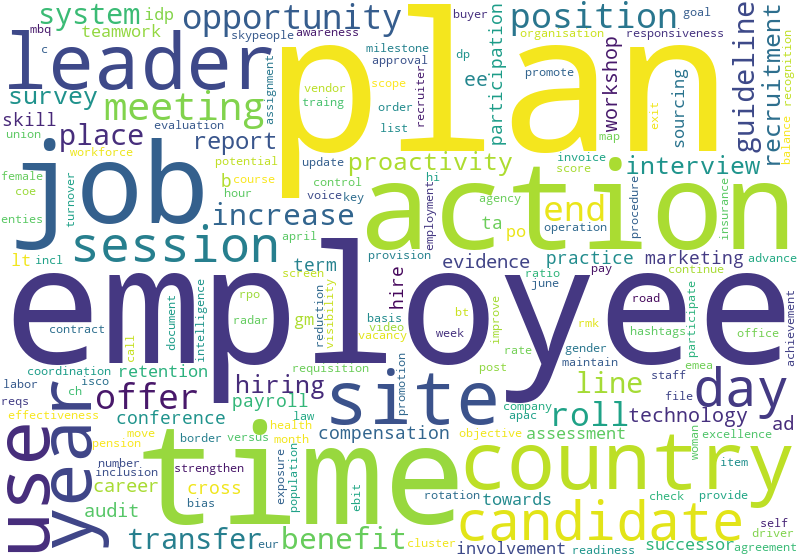 system
idp
opportunity
mbq
teamwork
skypeople
awareness
buyer
position
goal
organisation
responsiveness
c
leader
plan
milestone
approval
dp
promote
workshop
guideline
recruitment
survey
meeting
assignment
vendor
scope
traing
order
list
recruiter
ee
participation
sourcing
exit
balance
recognition
skill
union
place
evaluation
report
workforce
potential
update
proactivity
invoice
score
map
interview
female
coe
enties
turnover
job
b
course
hour
control
voice
key
hi
employment
agency
action
procedure
insurance
increase
april
ta
po
end
operation
session
lt
incl
term
screen
provision
evidence
practice
marketing
advance
hire
pay
continue
employee
rpo
radar
document
intelligence
gm
reduction
visibility
basis
video
vacancy
week
bt
improve
ratio
june
rate
rmk
road
hashtags
participate
office
achievement
contract
call
requisition
promotion
post
gender
maintain
emea
staff
file
coordination
retention
labor
isco
reqs
ch
offer
hiring
payroll
site
company
apac
line
roll
day
technology
ad
use
year
effectiveness
conference
law
health
month
compensation
objective
assessment
woman
excellence
move
pension
border
versus
time
country
number
inclusion
strengthen
exposure
population
career
cross
bias
ebit
rotation
towards
item
check
provide
audit
candidate
self
driver
transfer
eur
benefit
cluster
involvement
readiness
successor
agreement